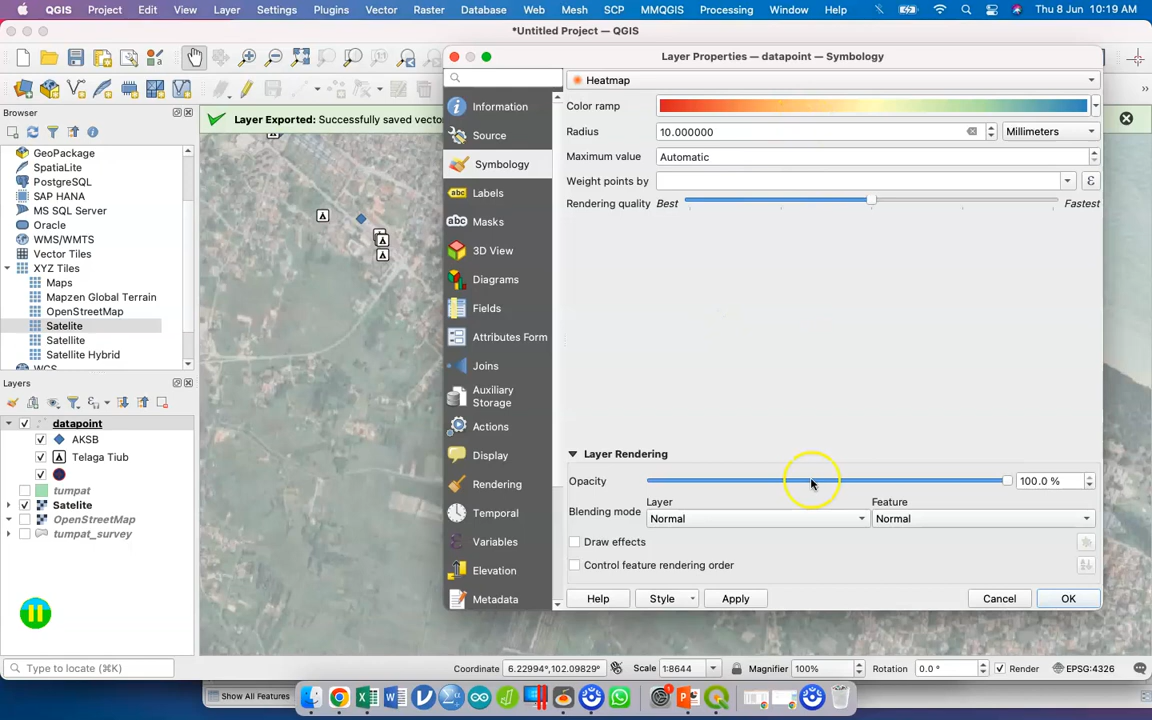 QGIS Project Edit View Layer Settings Plugins Vector Raster Database Web Mesh SCP MMQGIS Processing Window Help Thu 8 Jun 10:19 AM
*Untitled Project — QGIS
Layer Properties — datapoint — Symbology
Browser
GeoPackage
SpatiaLite
PostgreSQL
SAP HANA
MS SQL Server
Oracle
WMS/WMTS
Vector Tiles
XYZ Tiles
Maps
Mapzen Global Terrain
OpenStreetMap
Satelite
Satellite
Satellite Hybrid
WCS
Layers
datapoint
AKSB
Telaga Tiub
tumpat
Satelite
OpenStreetMap
tumpat_survey
Layer Exported: Successfully saved vecto
Information
Source
Symbology
Labels
Masks
3D View
Diagrams
Fields
Attributes Form
Joins
Auxiliary
Storage
Actions
Display
Rendering
Temporal
Variables
Elevation
Metadata
Heatmap
Color ramp
Radius 10.000000 Millimeters
Maximum value Automatic
Weight points by
Rendering quality Best Fastest
Layer Rendering
Opacity 100.0 %
Layer Feature
Blending mode Normal Normal
Draw effects
Control feature rendering order
Help Style Apply Cancel OK
Type to locate (⌘K) Coordinate 6.22994°,102.09829° Scale 1:8644 Magnifier 100% Rotation 0.0 ° Render EPSG:4326
Show All Features